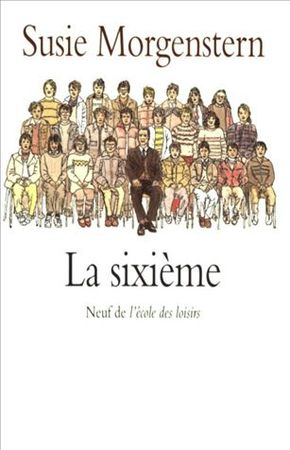 Susie Morgenstern
La sixième
Neuf de l'école des loisirs